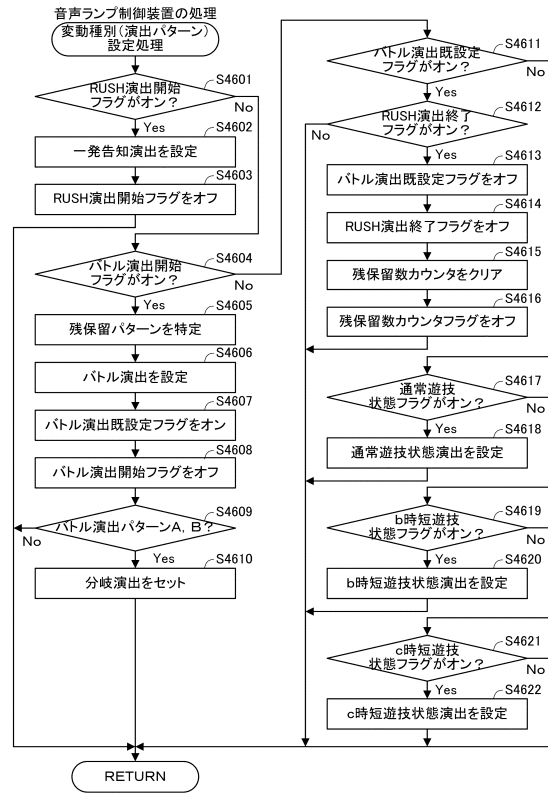 音声ランプ制御装置の処理
変動種別(演出パターン)
設定処理
S4601
RUSH演出開始
フラグがオン?
No
Yes
S4602
一発告知演出を設定
S4603
RUSH演出開始フラグをオフ
S4604
バトル演出開始
フラグがオン?
No
Yes
S4605
残保留パターンを特定
S4606
バトル演出を設定
S4607
バトル演出既設定フラグをオン
S4608
バトル演出開始フラグをオフ
S4609
バトル演出パターンA, B?
No
Yes
S4610
分岐演出をセット
RETURN
S4611
バトル演出既設定
フラグがオン?
No
Yes
S4612
RUSH演出終了
フラグがオン?
No
Yes
S4613
バトル演出既設定フラグをオフ
S4614
RUSH演出終了フラグをオフ
S4615
残保留数カウンタをクリア
S4616
残保留数カウンタフラグをオフ
S4617
通常遊技
状態フラグがオン?
No
Yes
S4618
通常遊技状態演出を設定
S4619
b時短遊技
状態フラグがオン?
No
Yes
S4620
b時短遊技状態演出を設定
S4621
c時短遊技
状態フラグがオン?
No
Yes
S4622
c時短遊技状態演出を設定